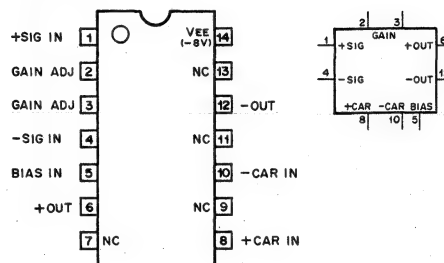 +SIG IN 1
GAIN ADJ 2
GAIN ADJ 3
-SIG IN 4
BIAS IN 5
+OUT 6
7 NC
VEE 14
(-8V)
NC 13
12 -OUT
NC 11
10 -CAR IN
NC 9
8 +CAR IN
2 3
GAIN
1 +SIG +OUT 6
4 -SIG -OUT
+CAR -CAR BIAS
8 10 5